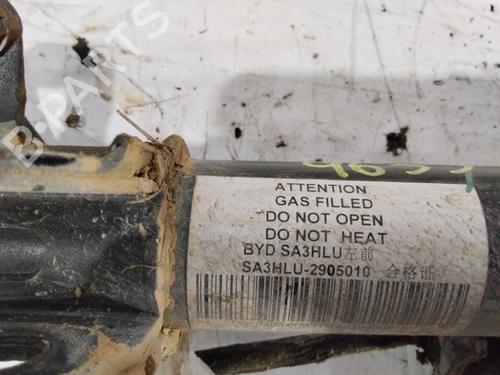 B-PARTS
ATTENTION
GAS FILLED
DO NOT OPEN
DO NOT HEAT
BYD SA3HLU左前
SA3HLU-2905010 合格